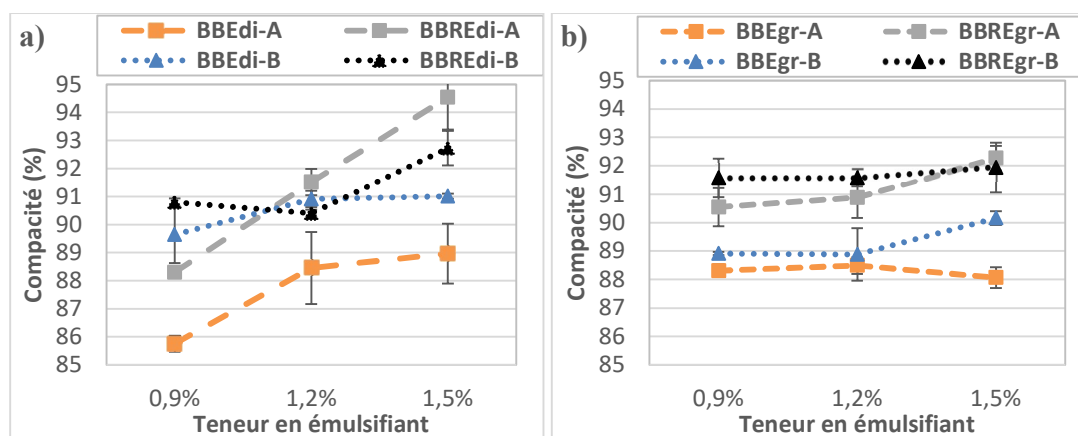 a)
BBEdi-A
BBREdi-A
BBEdi-B
BBREdi-B
95
94
93
92
91
90
89
88
87
86
85
Compacité (%)
0,9%
1,2%
1,5%
Teneur en émulsifiant
b)
BBEgr-A
BBREgr-A
BBEgr-B
BBREgr-B
95
94
93
92
91
90
89
88
87
86
85
Compacité (%)
0,9%
1,2%
1,5%
Teneur en émulsifiant